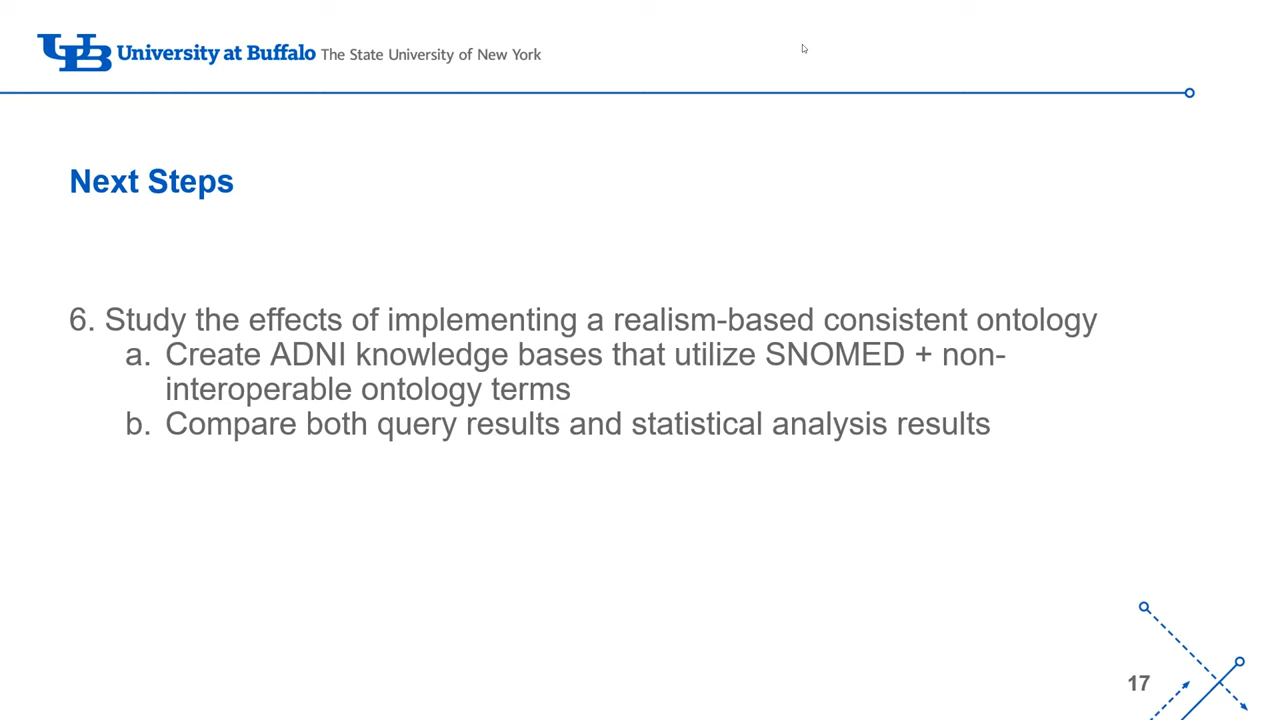 UB University at Buffalo The State University of New York
Next Steps
6. Study the effects of implementing a realism-based consistent ontology
a. Create ADNI knowledge bases that utilize SNOMED + non-
interoperable ontology terms
b. Compare both query results and statistical analysis results
17